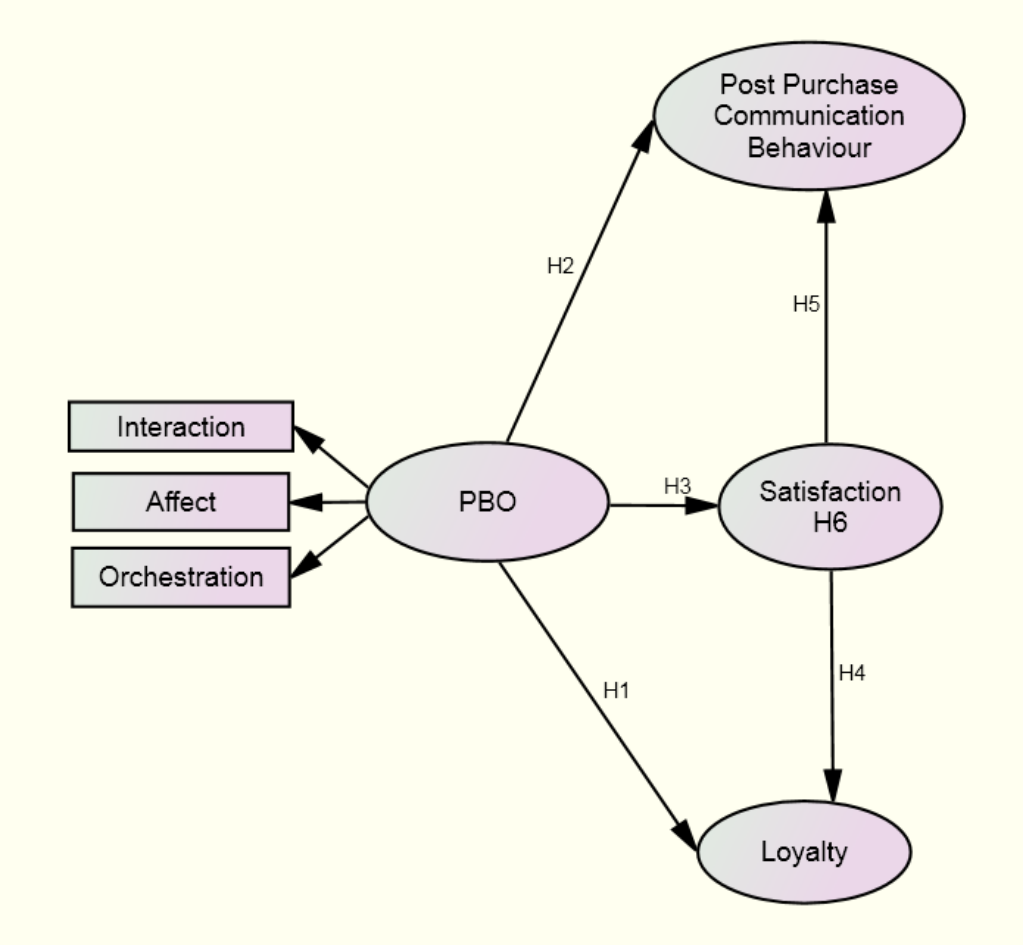 Post Purchase
Communication
Behaviour
H2
H5
Interaction
Affect
Orchestration
PBO
H3
Satisfaction
H6
H1
H4
Loyalty